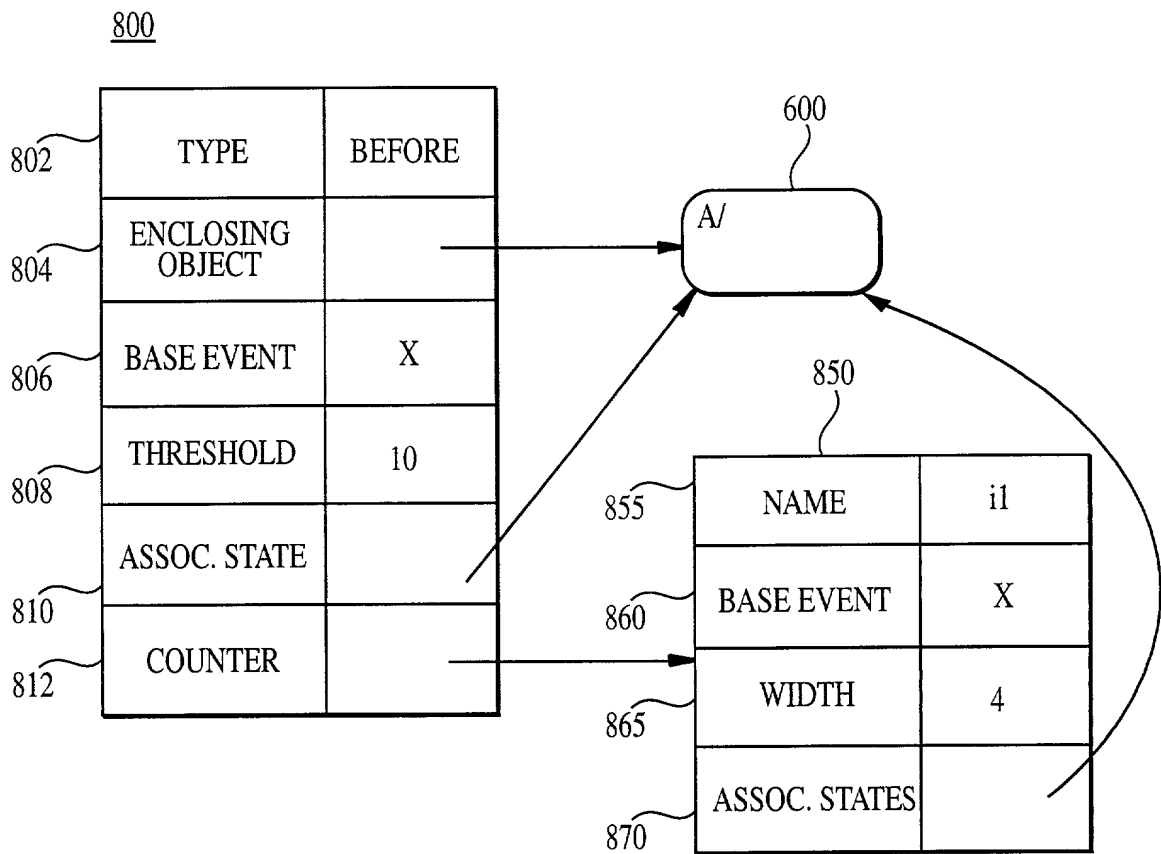 800
802
TYPE
BEFORE
804
ENCLOSING
OBJECT
806
BASE EVENT
X
808
THRESHOLD
10
810
ASSOC. STATE
812
COUNTER
600
A/
850
855
NAME
i1
860
BASE EVENT
X
865
WIDTH
4
870
ASSOC. STATES